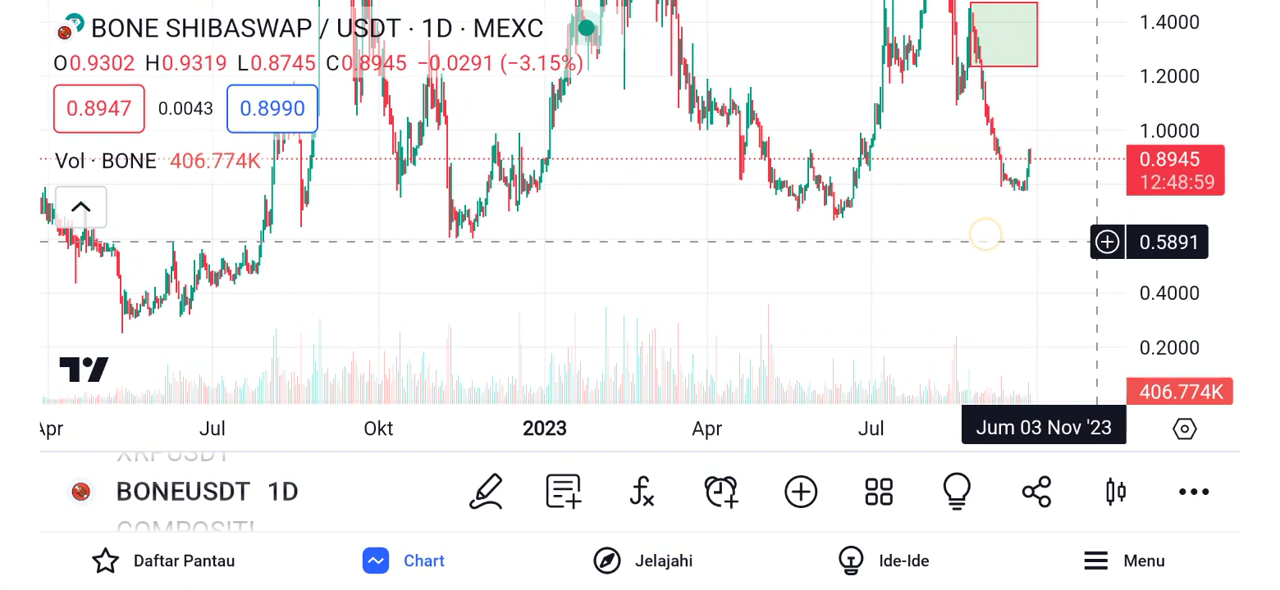 BONE SHIBASWAP / USDT · 1D · MEXC
O0.9302 H0.9319 L0.8745 C0.8945 −0.0291 (−3.15%)
0.8947 0.0043 0.8990
Vol · BONE 406.774K
1.4000
1.2000
1.0000
0.8945
12:48:59
0.5891
0.4000
0.2000
406.774K
Apr Jul Okt 2023 Apr Jul Jum 03 Nov '23
XRPUSDT
BONEUSDT 1D
Daftar Pantau Chart Jelajahi Ide-Ide Menu